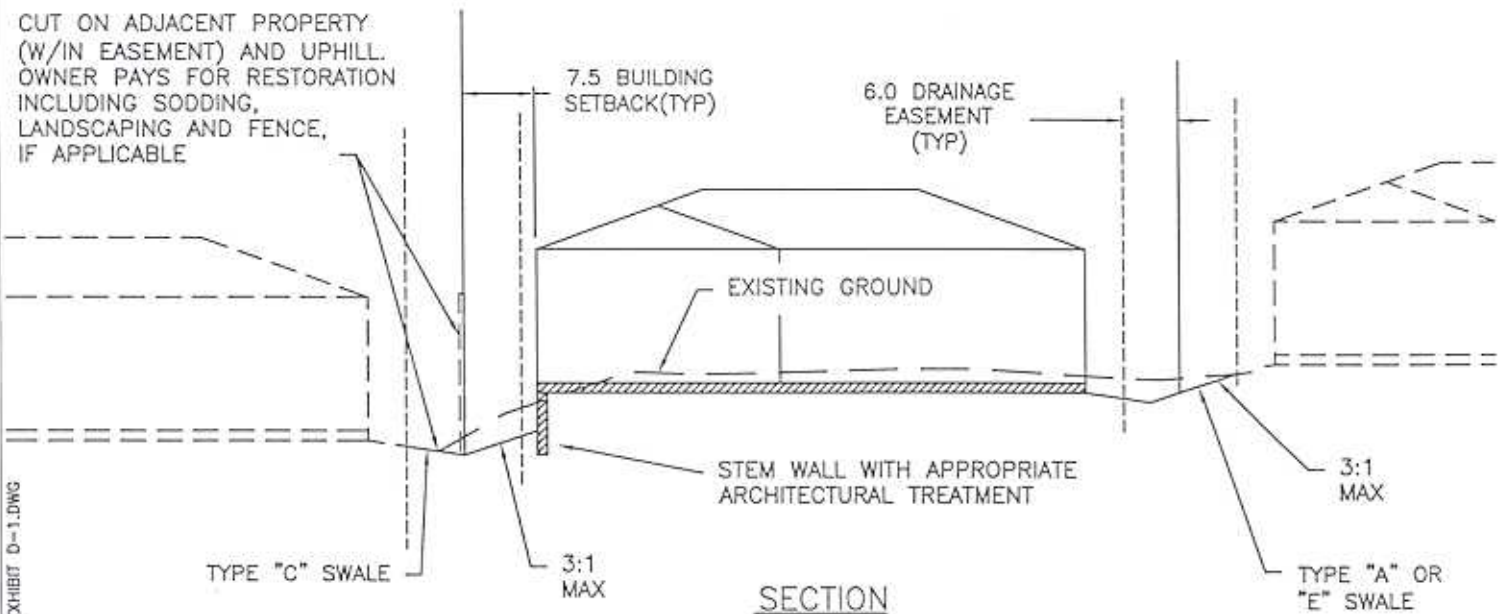 CUT ON ADJACENT PROPERTY
(W/IN EASEMENT) AND UPHILL.
OWNER PAYS FOR RESTORATION
INCLUDING SODDING,
LANDSCAPING AND FENCE,
IF APPLICABLE
7.5 BUILDING
SETBACK(TYP)
6.0 DRAINAGE
EASEMENT
(TYP)
EXISTING GROUND
STEM WALL WITH APPROPRIATE
ARCHITECTURAL TREATMENT
3:1
MAX
TYPE "C" SWALE
3:1
MAX
TYPE "A" OR
"E" SWALE
SECTION
XHIBIT D-1.DWG